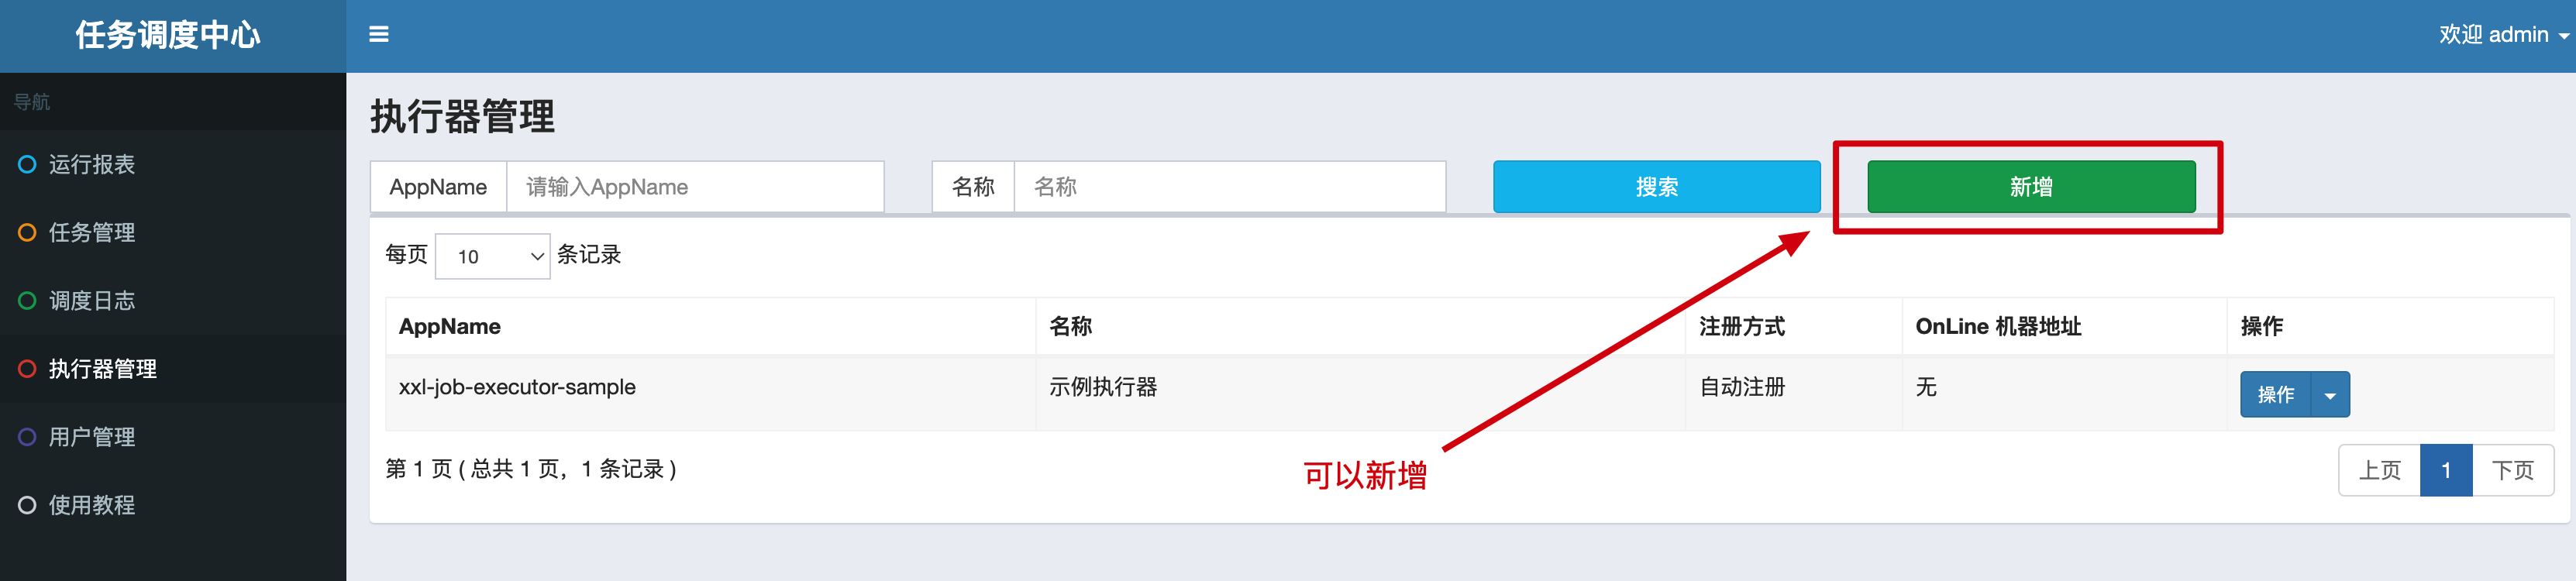 任务调度中心
欢迎 admin
导航
运行报表
任务管理
调度日志
执行器管理
用户管理
使用教程
执行器管理
AppName 请输入AppName 名称 名称 搜索 新增
每页 10 条记录
AppName 名称 注册方式 OnLine 机器地址 操作
xxl-job-executor-sample 示例执行器 自动注册 无 操作
第 1 页 ( 总共 1 页，1 条记录 ) 上页 1 下页
可以新增